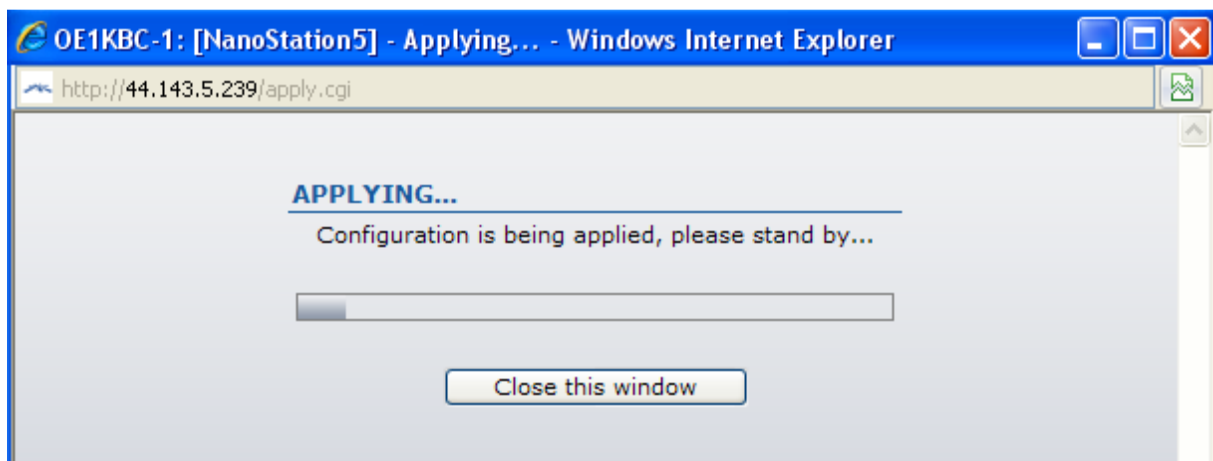 OE1KBC-1: [NanoStation5] - Applying... - Windows Internet Explorer
http://44.143.5.239/apply.cgi
APPLYING...
Configuration is being applied, please stand by...
Close this window